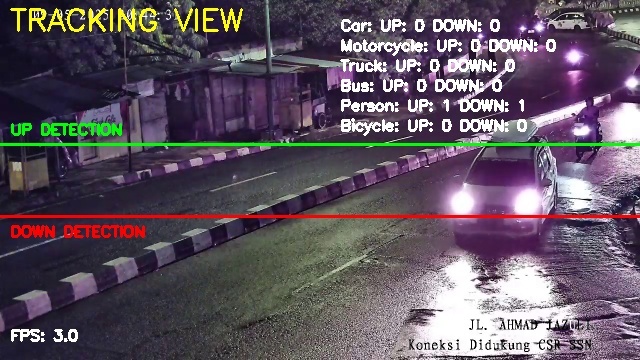 TRACKING VIEW
Car: UP: 0 DOWN: 0
Motorcycle: UP: 0 DOWN: 0
Truck: UP: 0 DOWN: 0
Bus: UP: 0 DOWN: 0
Person: UP: 1 DOWN: 1
Bicycle: UP: 0 DOWN: 0
UP DETECTION
DOWN DETECTION
JL. AHMAD JAZULI
FPS: 3.0
Koneksi Didukung CSR SSN